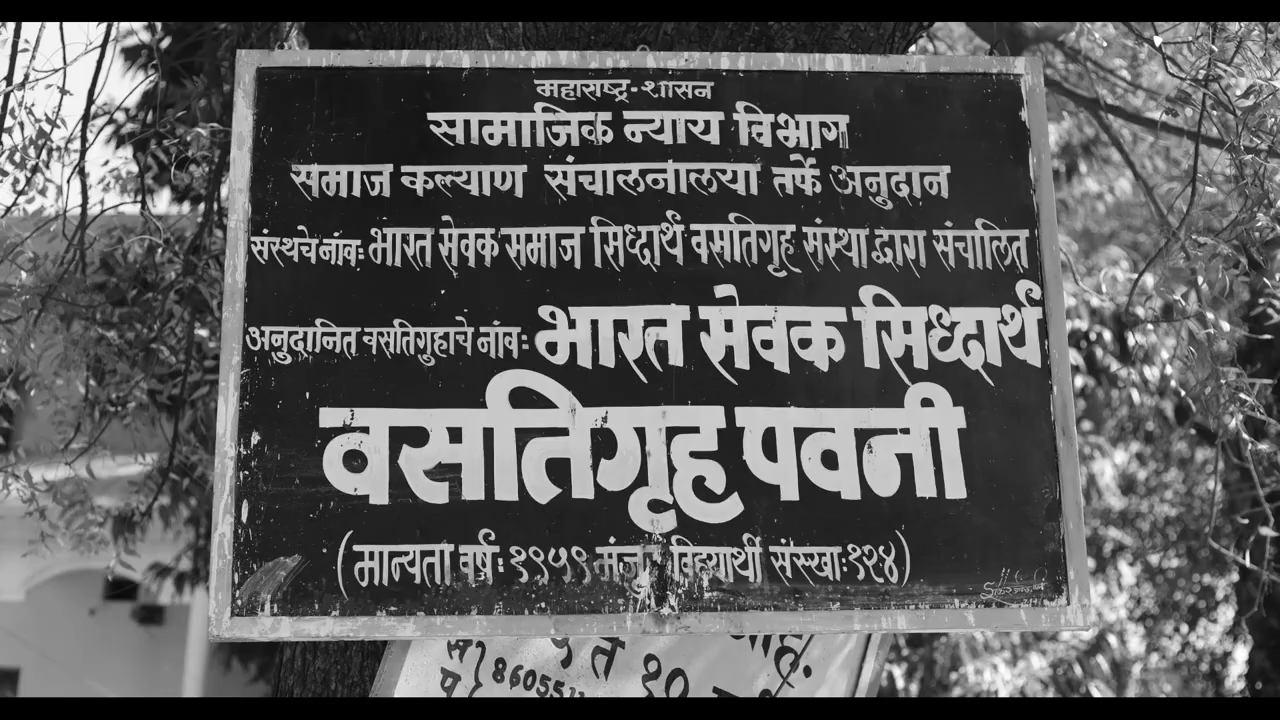 महाराष्ट्र-शासन
सामाजिक न्याय विभाग
समाज कल्याण संचालनालया तर्फे अनुदान
संस्थचे नांव: भारत सेवक समाज सिध्दार्थ वसतिगृह संस्था द्वारा संचालित
अनुदानित वसतिगुहाचे नांव: भारत सेवक सिध्दार्थ
वसतिगृह पवनी
(मान्यता वर्ष: १९५९ विद्यार्थी संख्खा:१२४)